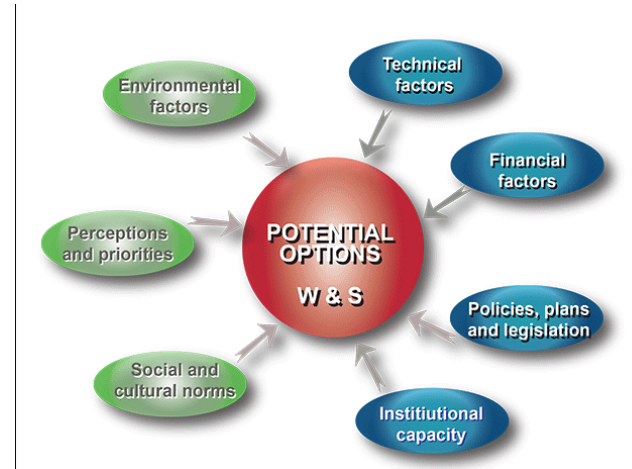 Environmental
factors
Technical
factors
Financial
factors
Perceptions
and priorities
POTENTIAL
OPTIONS
W & S
Policies, plans
and legislation
Social and
cultural norms
Institiutional
capacity